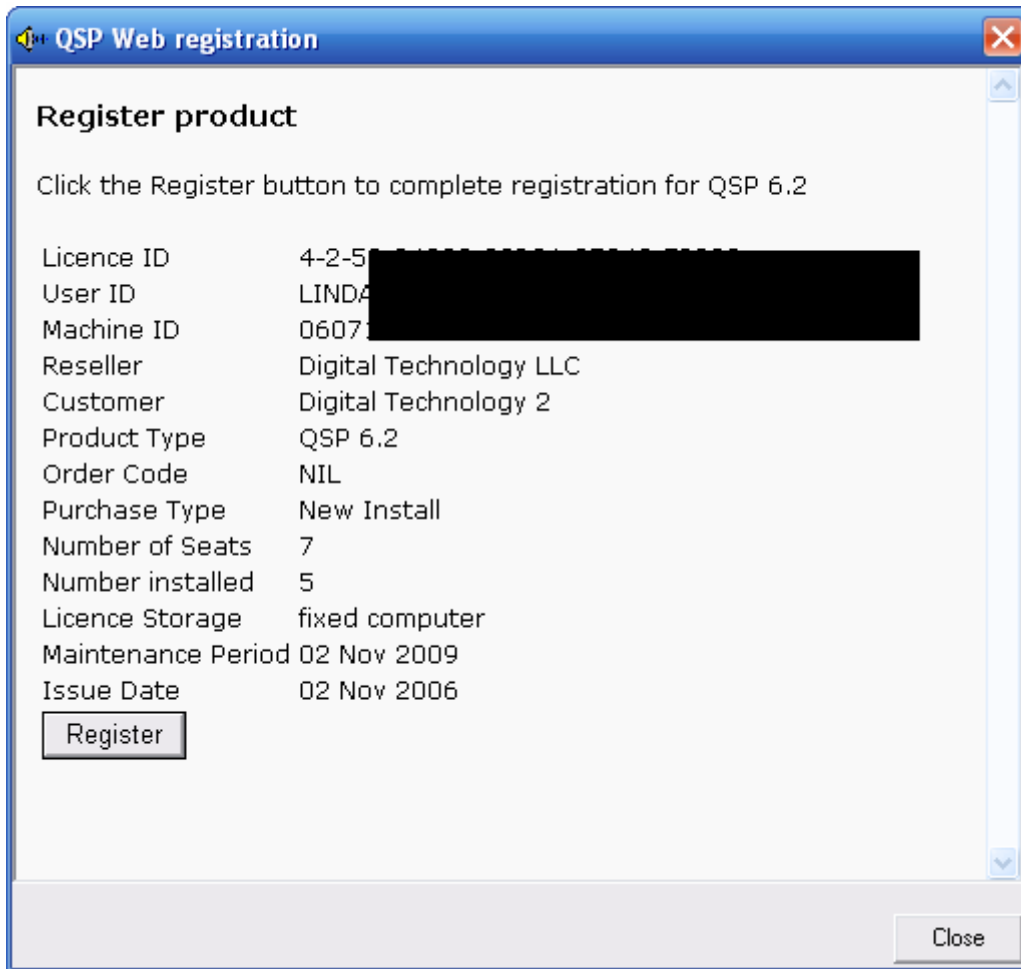 QSP Web registration
Register product
Click the Register button to complete registration for QSP 6.2
Licence ID 4-2-5
User ID LINDA
Machine ID 06071
Reseller Digital Technology LLC
Customer Digital Technology 2
Product Type QSP 6.2
Order Code NIL
Purchase Type New Install
Number of Seats 7
Number installed 5
Licence Storage fixed computer
Maintenance Period 02 Nov 2009
Issue Date 02 Nov 2006
Register
Close